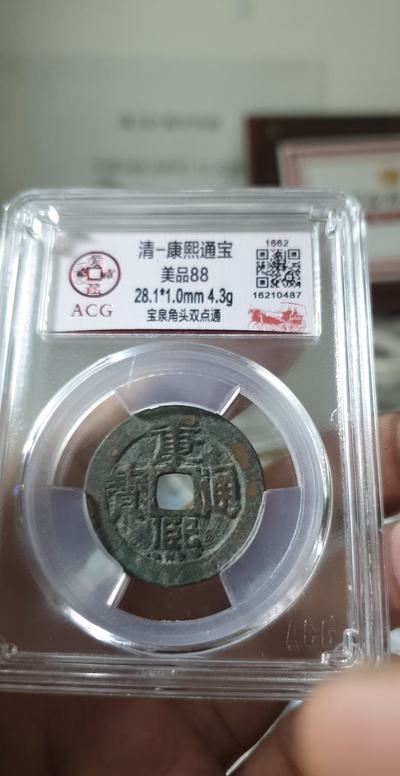 清-康熙通宝
美品88
28.1*1.0mm 4.3g
宝泉角头双点通
ACG
1662
16210487
康
熙
通
寶
ACG